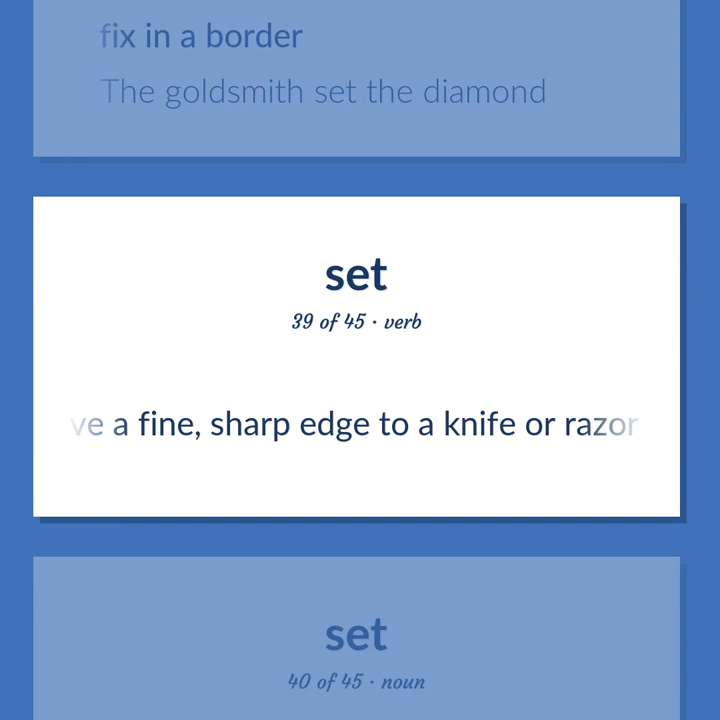 fix in a border
The goldsmith set the diamond
set
39 of 45 · verb
ve a fine, sharp edge to a knife or razor
set
40 of 45 · noun